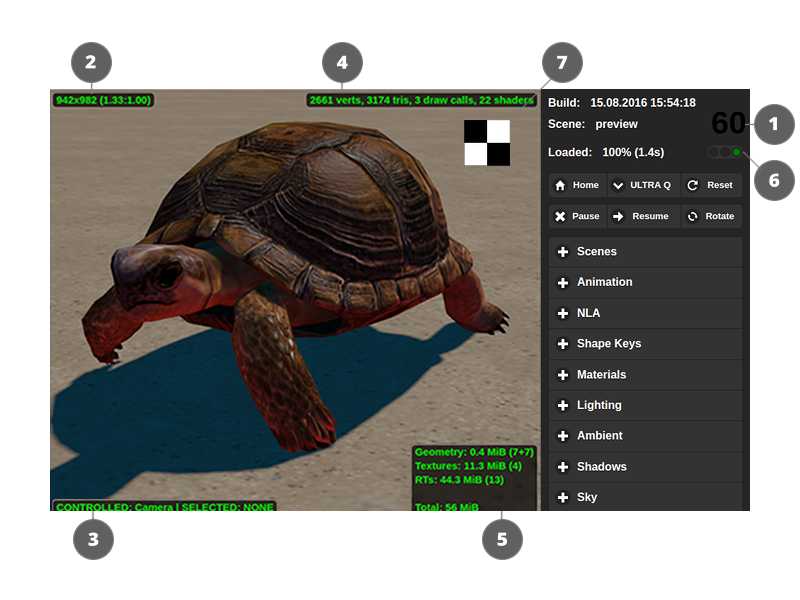 2
4
7
942x982 (1.33:1.00)
2661 verts, 3174 tris, 3 draw calls, 22 shaders
Build: 15.08.2016 15:54:18
Scene: preview
60
1
Loaded: 100% (1.4s)
6
Home
ULTRA Q
Reset
Pause
Resume
Rotate
Scenes
Animation
NLA
Shape Keys
Materials
Lighting
Ambient
Shadows
Sky
Geometry: 0.4 MiB (7+7)
Textures: 11.3 MiB (4)
RTs: 44.3 MiB (13)
Total: 56 MiB
CONTROLLED: Camera | SELECTED: NONE
3
5